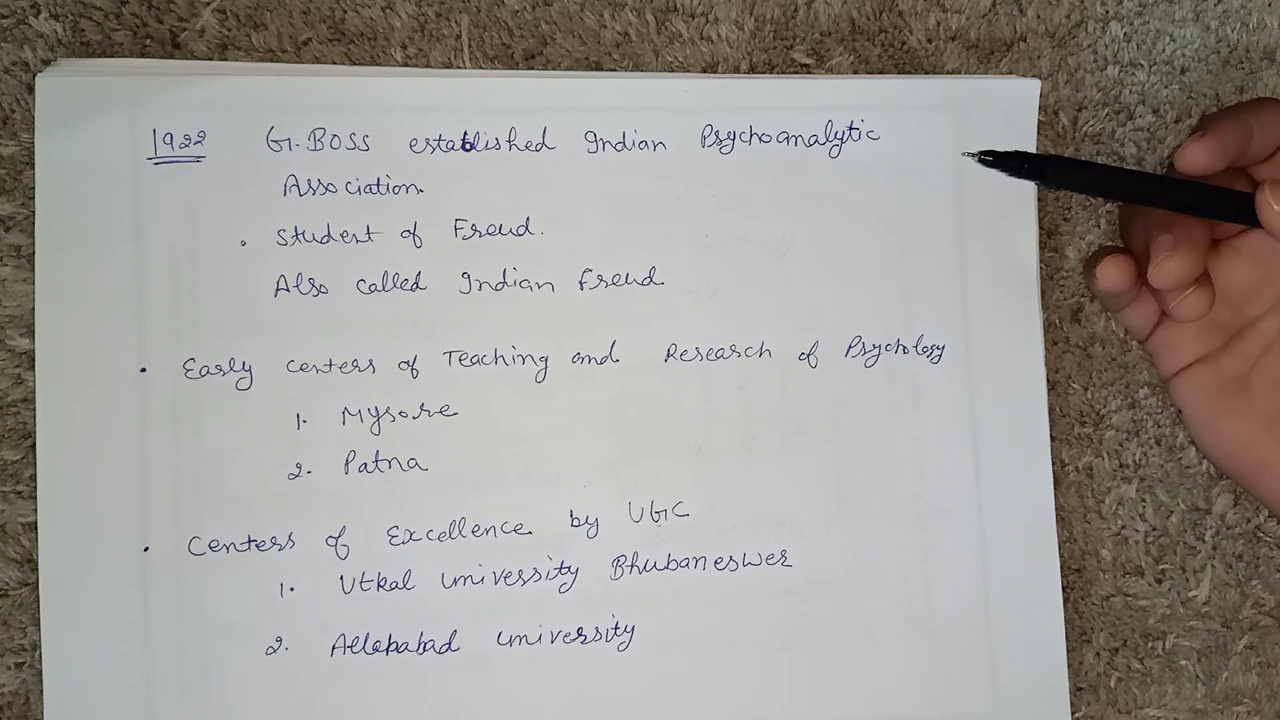 1922 G. BOSS established Indian Psychoanalytic
Association.
. Student of Freud.
Also called Indian Freud.
. Early centers of Teaching and Research of Psychology
1. Mysore
2. Patna
. Centers of Excellence by UGC
1. Utkal University Bhubaneswer
2. Allahabad University